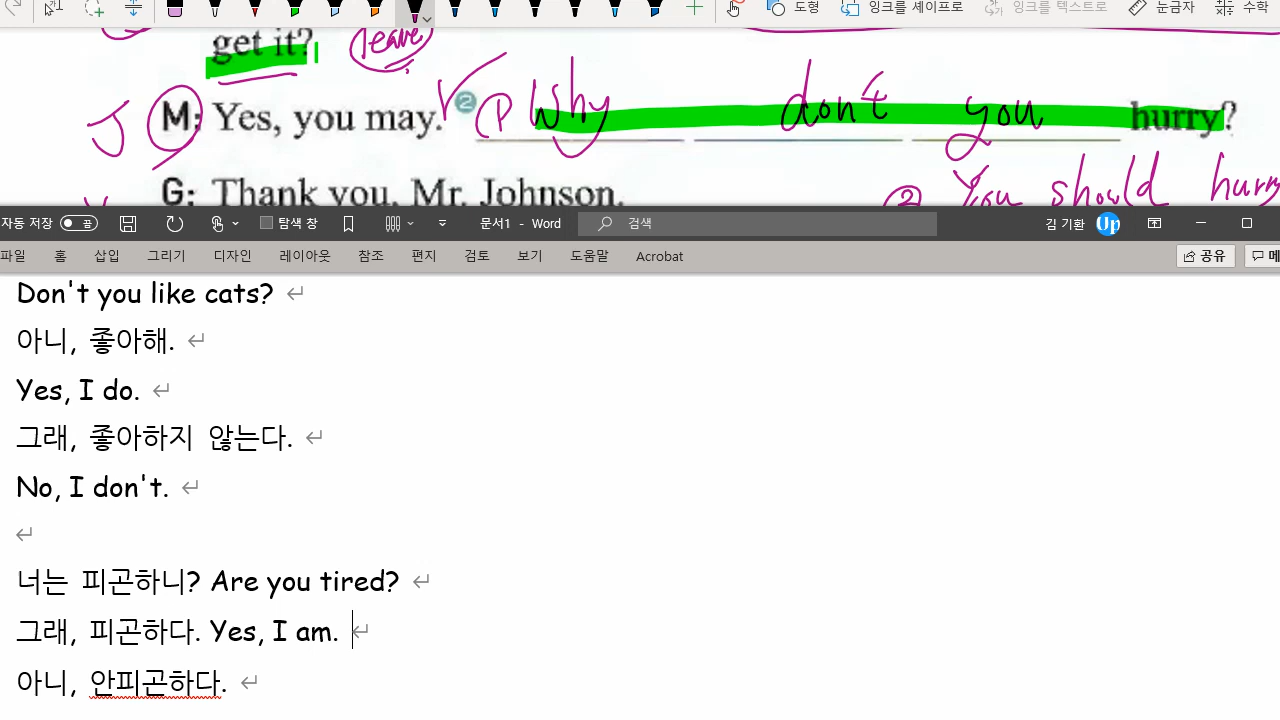 도형 잉크를 셰이프로 잉크를 텍스트로 눈금자 수학
get it? leave
J M: Yes, you may. ② Why don't you hurry?
G: Thank you, Mr. Johnson. ② You should hurry
자동 저장 끔 탐색 창 문서1 - Word 검색 김 기환 Up
파일 홈 삽입 그리기 디자인 레이아웃 참조 편지 검토 보기 도움말 Acrobat 공유 메
Don't you like cats?
아니, 좋아해.
Yes, I do.
그래, 좋아하지 않는다.
No, I don't.
너는 피곤하니? Are you tired?
그래, 피곤하다. Yes, I am.
아니, 안피곤하다.